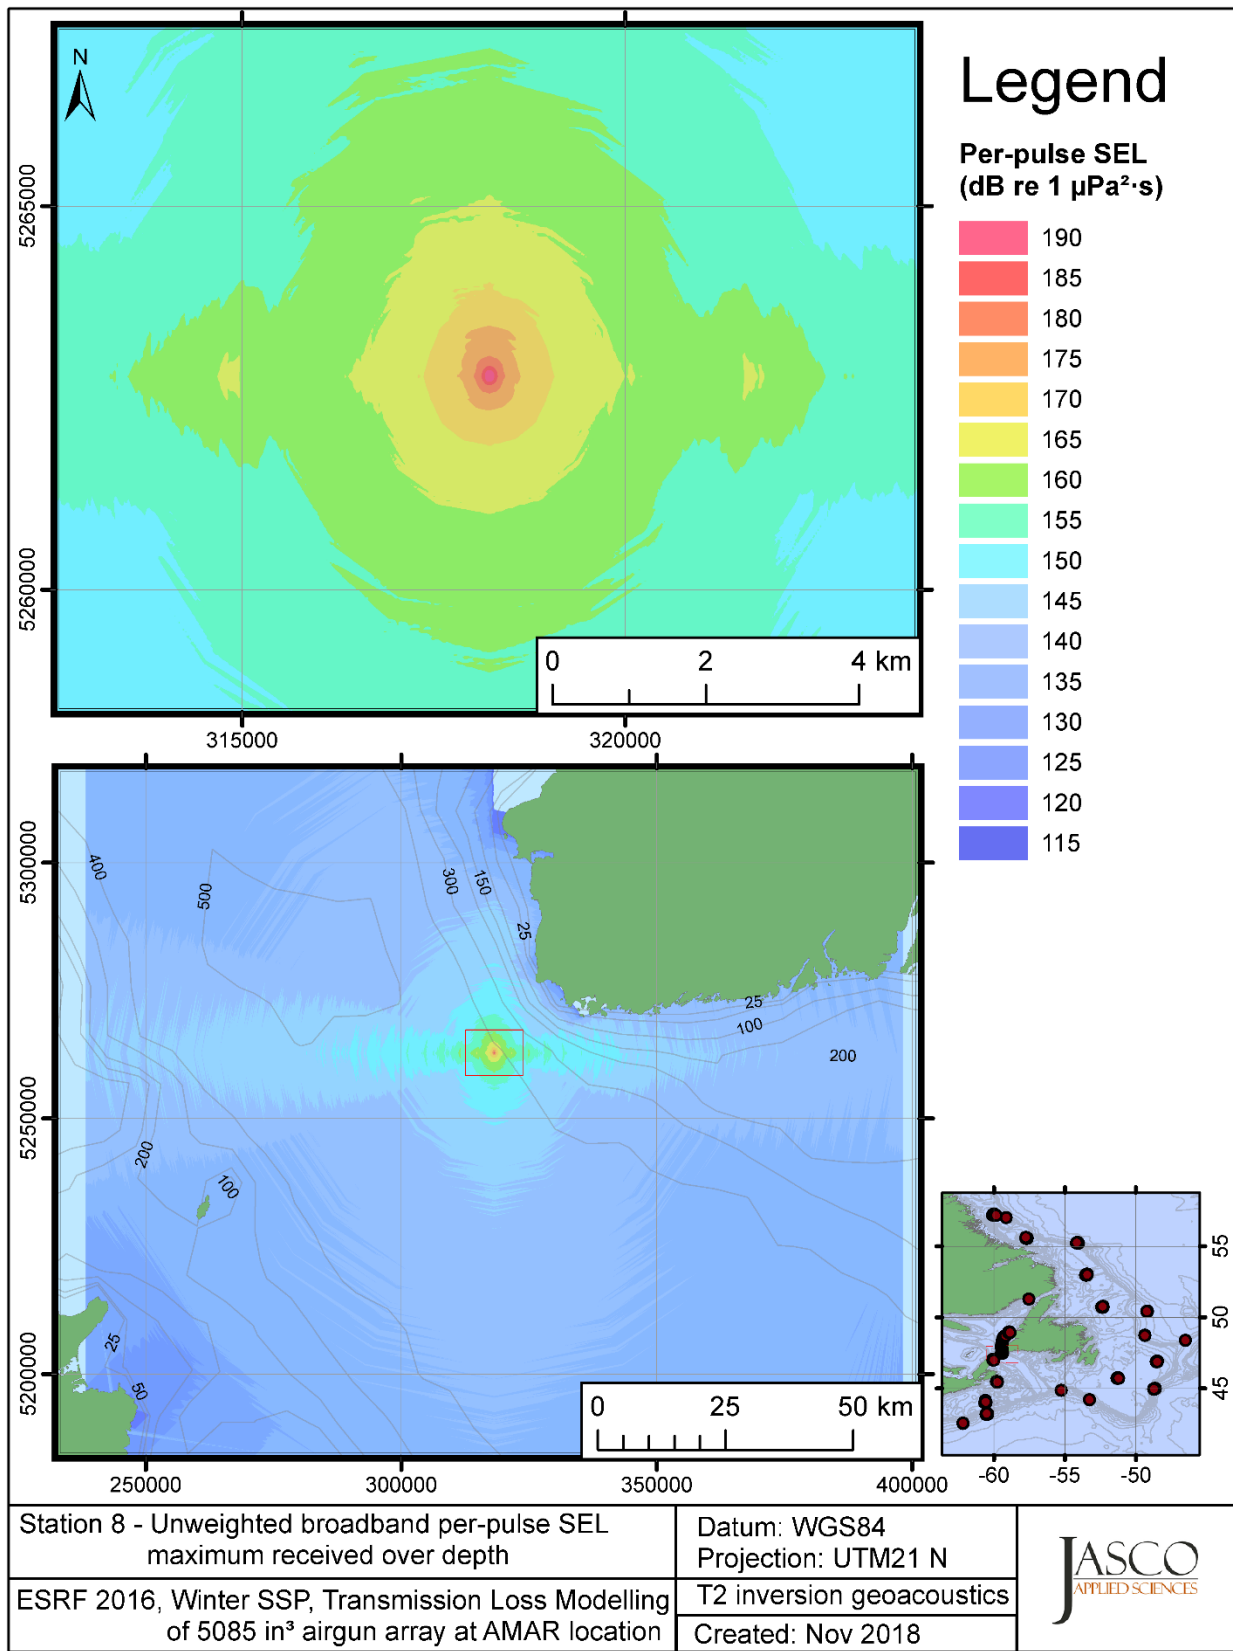 N
5265000
5260000
0 2 4 km
315000 320000
Legend
Per-pulse SEL
(dB re 1 µPa²·s)
190
185
180
175
170
165
160
155
150
145
140
135
130
125
120
115
5300000
5250000
5200000
400
500
300
150
25
25
100
200
200
100
25
50
0 25 50 km
250000 300000 350000 400000
55
50
45
-60 -55 -50
Station 8 - Unweighted broadband per-pulse SEL
maximum received over depth
ESRF 2016, Winter SSP, Transmission Loss Modelling
of 5085 in³ airgun array at AMAR location
Datum: WGS84
Projection: UTM21 N
T2 inversion geoacoustics
Created: Nov 2018
JASCO
APPLIED SCIENCES